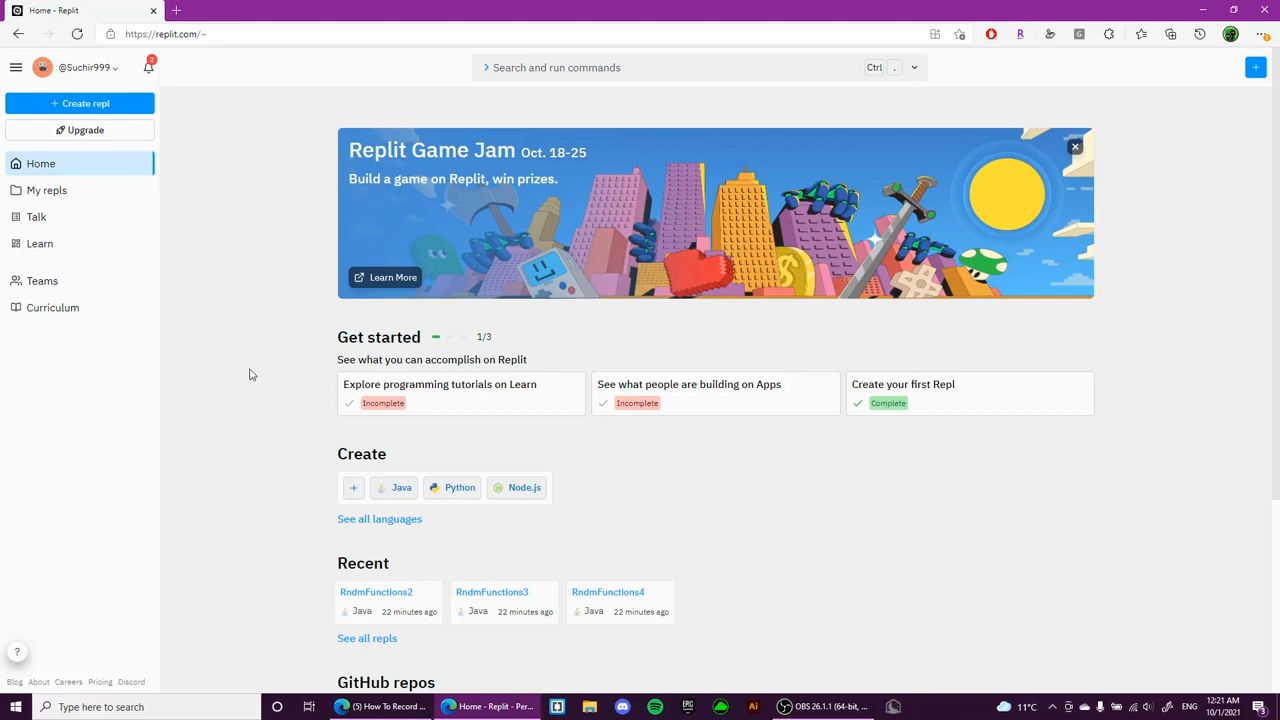 Home - Replit
https://replit.com/~
@Suchir999
2
Search and run commands
Ctrl .
+ Create repl
Upgrade
Home
My repls
Talk
Learn
Teams
Curriculum
Replit Game Jam Oct. 18-25
Build a game on Replit, win prizes.
Learn More
Get started 1/3
See what you can accomplish on Replit
Explore programming tutorials on Learn
Incomplete
See what people are building on Apps
Incomplete
Create your first Repl
Complete
Create
+ Java Python Node.js
See all languages
Recent
RndmFunctions2
Java 22 minutes ago
RndmFunctions3
Java 22 minutes ago
RndmFunctions4
Java 22 minutes ago
See all repls
GitHub repos
?
Blog About Careers Pricing Discord
Type here to search
(5) How To Record ...
Home - Replit - Per...
EPIC
Ai
OBS 26.1.1 (64-bit, ...
11°C
ENG
12:21 AM
10/1/2021
3